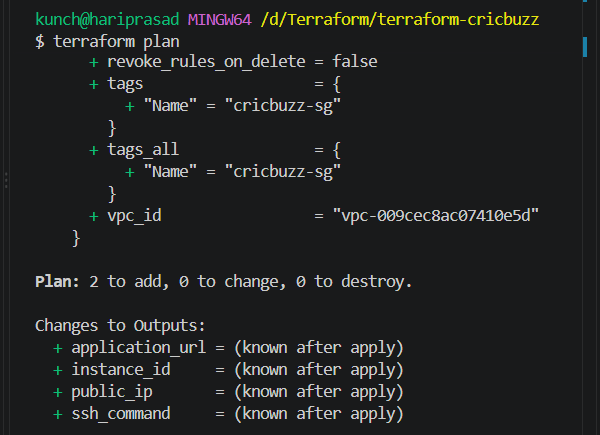 kunch@hariprasad MINGW64 /d/Terraform/terraform-cricbuzz
$ terraform plan
+ revoke_rules_on_delete = false
+ tags = {
+ "Name" = "cricbuzz-sg"
}
+ tags_all = {
+ "Name" = "cricbuzz-sg"
}
+ vpc_id = "vpc-009cec8ac07410e5d"
}
Plan: 2 to add, 0 to change, 0 to destroy.
Changes to Outputs:
+ application_url = (known after apply)
+ instance_id = (known after apply)
+ public_ip = (known after apply)
+ ssh_command = (known after apply)